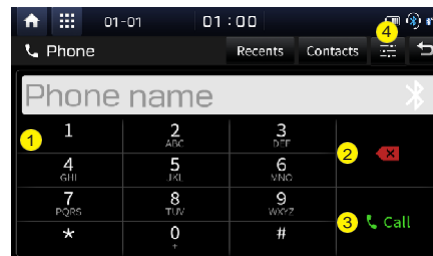 01-01 01:00 4
Phone Recents Contacts
Phone name
1 1 2 3
ABC DEF
2
4 5 6
GHI JKL MNO
7 8 9
PQRS TUV WXYZ
3 Call
* 0 #
+